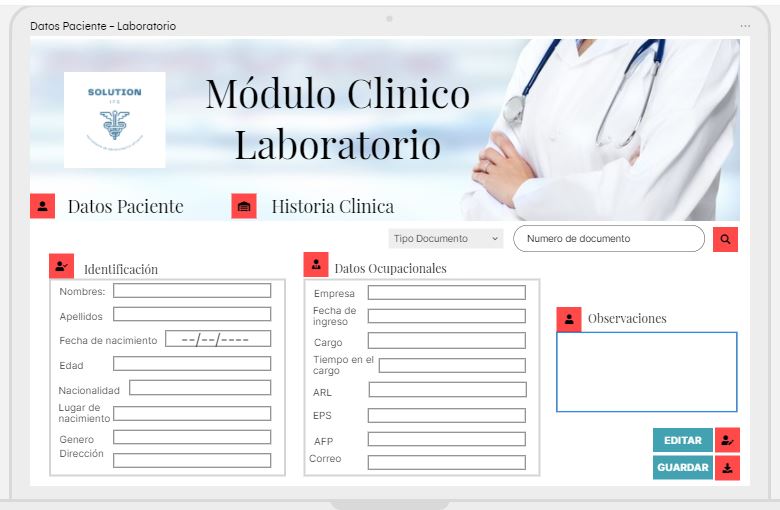 Datos Paciente – Laboratorio
SOLUTION
IPS
Módulo Clinico
Laboratorio
Datos Paciente
Historia Clinica
Tipo Documento
Numero de documento
Identificación
Nombres:
Apellidos
Fecha de nacimiento
--/--/----
Edad
Nacionalidad
Lugar de
nacimiento
Genero
Dirección
Datos Ocupacionales
Empresa
Fecha de
ingreso
Cargo
Tiempo en el
cargo
ARL
EPS
AFP
Correo
Observaciones
EDITAR
GUARDAR